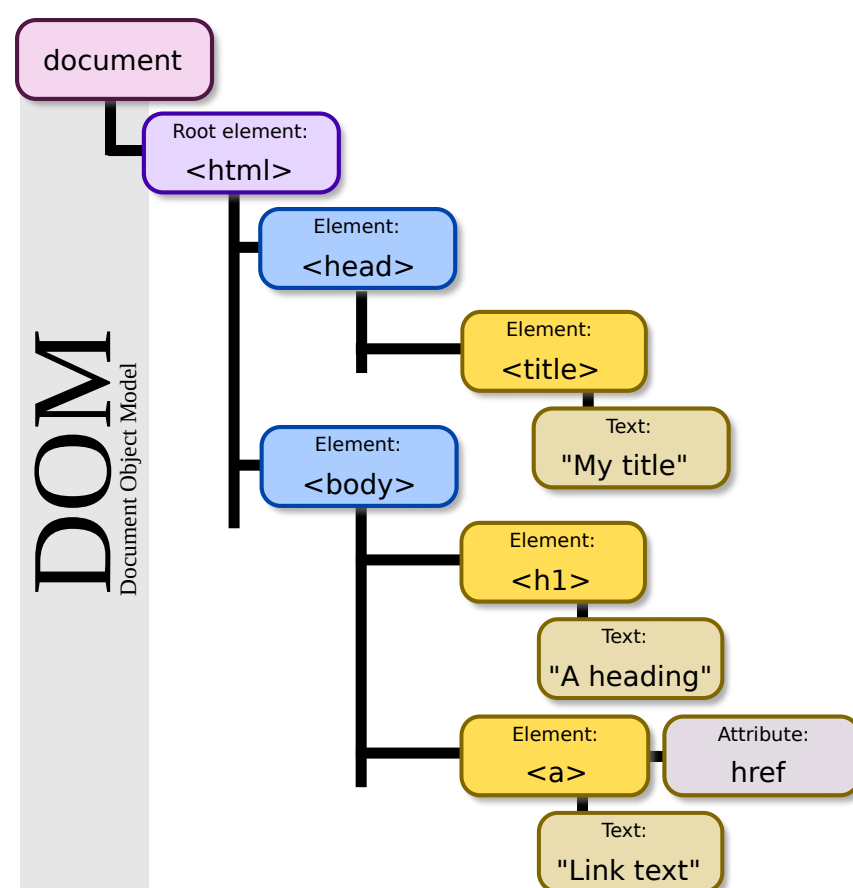 document
Root element:
<html>
Element:
<head>
Element:
<title>
Text:
"My title"
Element:
<body>
Element:
<h1>
Text:
"A heading"
Element:
<a>
Attribute:
href
Text:
"Link text"
DOM
Document Object Model